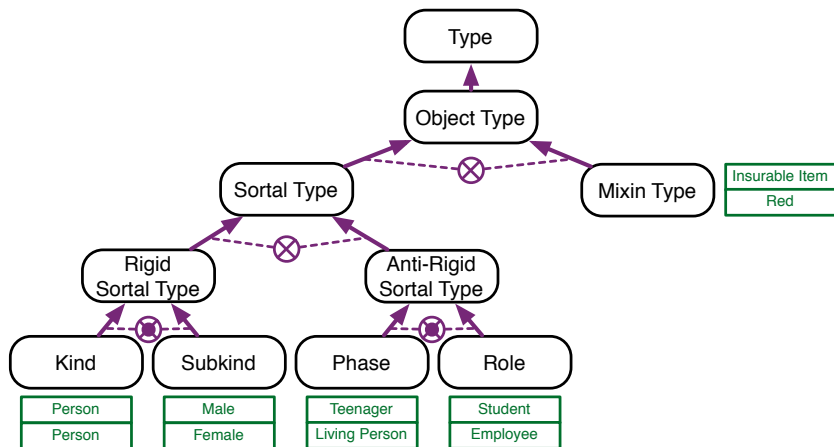 Type
Object Type
Sortal Type
Mixin Type
Insurable Item
Red
Rigid
Sortal Type
Anti-Rigid
Sortal Type
Kind
Subkind
Phase
Role
Person
Male
Teenager
Student
Person
Female
Living Person
Employee